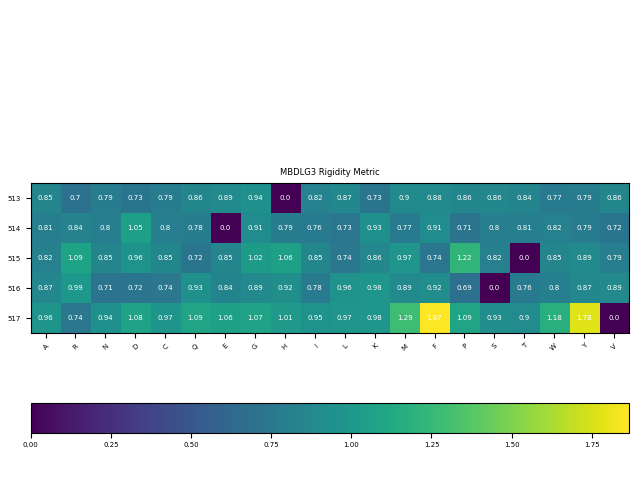 MBDLG3 Rigidity Metric
513 0.85 0.7 0.79 0.73 0.79 0.86 0.89 0.94 0.0 0.82 0.87 0.73 0.9 0.88 0.86 0.86 0.84 0.77 0.79 0.86
514 0.81 0.84 0.8 1.05 0.8 0.78 0.0 0.91 0.79 0.76 0.73 0.93 0.77 0.91 0.71 0.8 0.81 0.82 0.79 0.72
515 0.82 1.09 0.85 0.96 0.85 0.72 0.85 1.02 1.06 0.85 0.74 0.86 0.97 0.74 1.22 0.82 0.0 0.85 0.89 0.79
516 0.87 0.99 0.71 0.72 0.74 0.93 0.84 0.89 0.92 0.78 0.96 0.98 0.89 0.92 0.69 0.0 0.76 0.8 0.87 0.89
517 0.96 0.74 0.94 1.08 0.97 1.09 1.06 1.07 1.01 0.95 0.97 0.98 1.29 1.87 1.09 0.93 0.9 1.18 1.78 0.0
A R N D C Q E G H I L K M F P S T W Y V
0.00 0.25 0.50 0.75 1.00 1.25 1.50 1.75